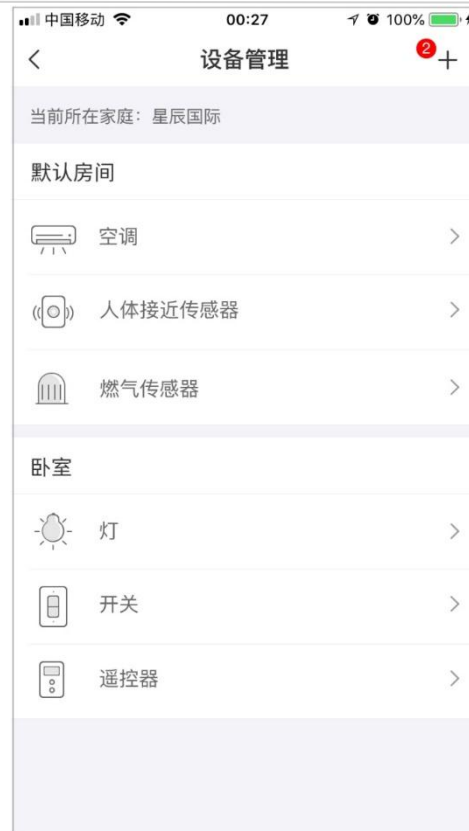 中国移动 00:27 100%
设备管理 2 +
当前所在家庭：星辰国际
默认房间
空调
人体接近传感器
燃气传感器
卧室
灯
开关
遥控器